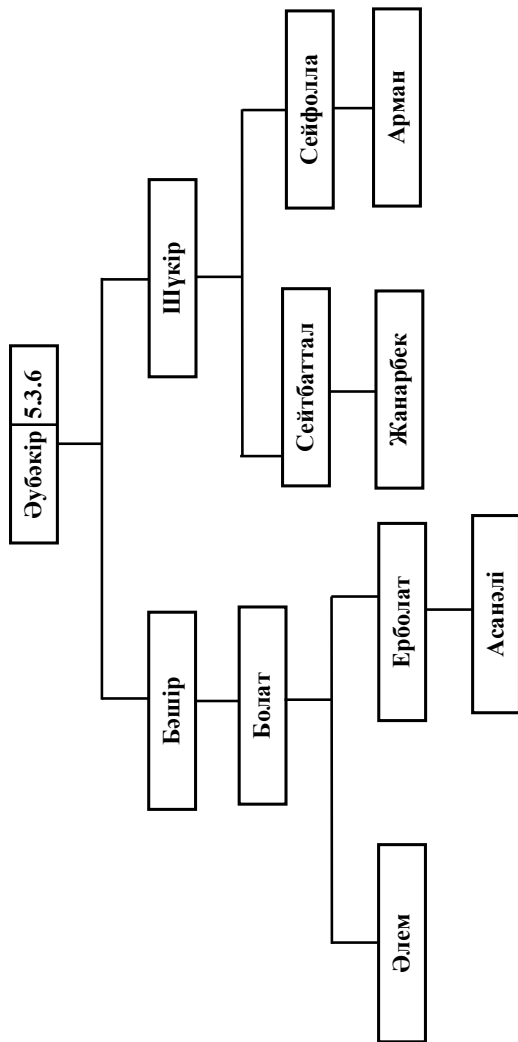 Әубәкір 5.3.6
Бәшір
Шүкір
Болат
Сейтбаттал
Сейфолла
Әлем
Ерболат
Жанарбек
Арман
Асанәлі